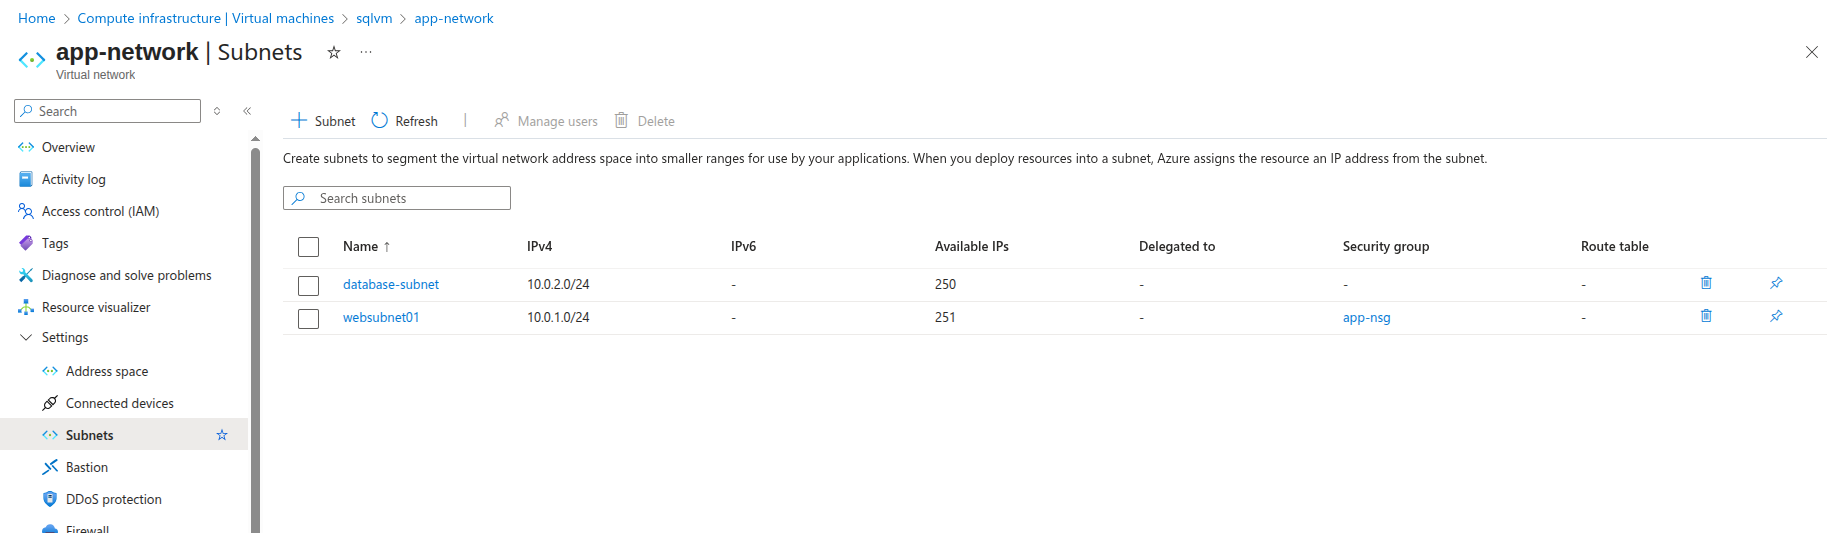 Home > Compute infrastructure | Virtual machines > sqlvm > app-network
app-network | Subnets
Virtual network
Search
Overview
Activity log
Access control (IAM)
Tags
Diagnose and solve problems
Resource visualizer
Settings
Address space
Connected devices
Subnets
Bastion
DDoS protection
Firewall
Subnet Refresh | Manage users Delete
Create subnets to segment the virtual network address space into smaller ranges for use by your applications. When you deploy resources into a subnet, Azure assigns the resource an IP address from the subnet.
Search subnets
Name ↑ IPv4 IPv6 Available IPs Delegated to Security group Route table
database-subnet 10.0.2.0/24 - 250 - - -
websubnet01 10.0.1.0/24 - 251 - app-nsg -